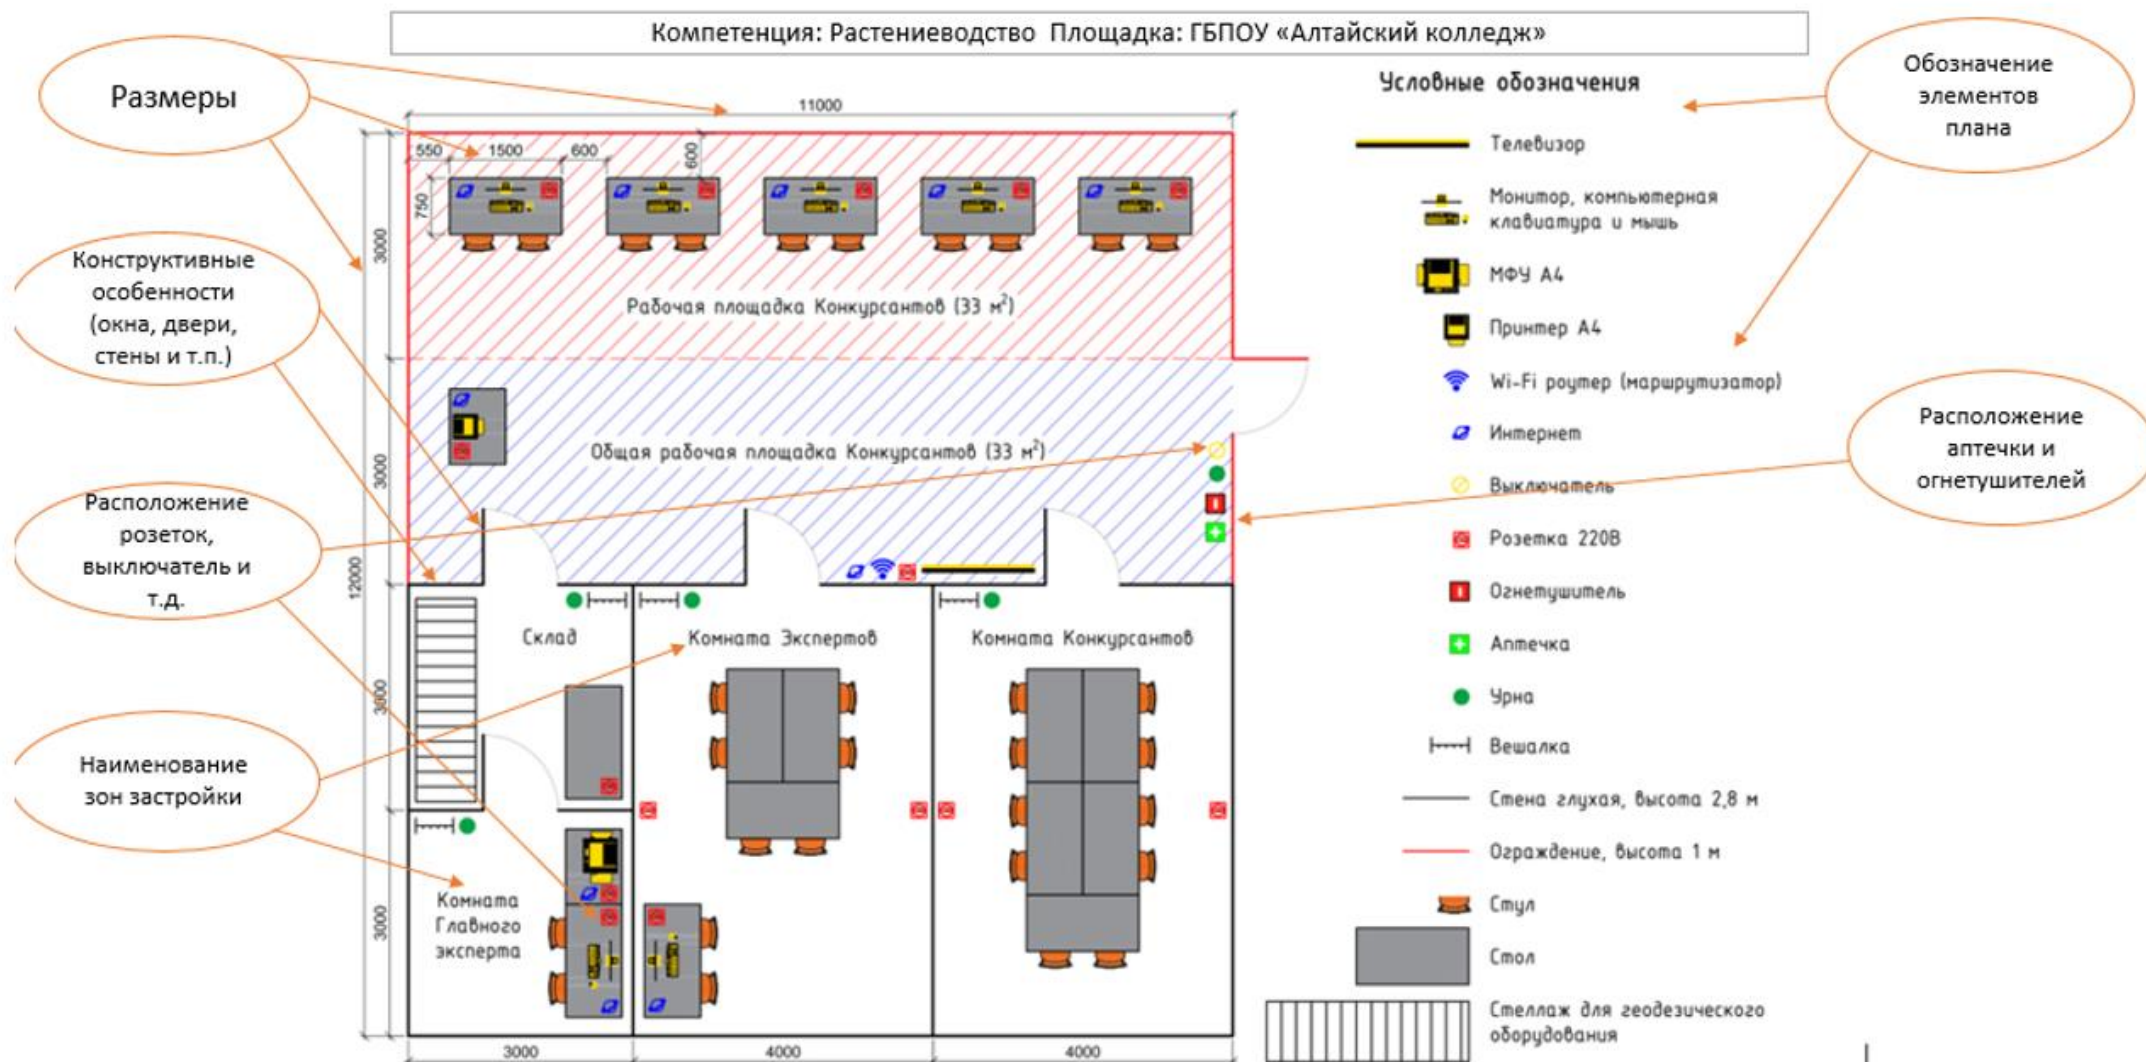 Компетенция: Растениеводство Площадка: ГБПОУ «Алтайский колледж»
Размеры
Конструктивные
особенности
(окна, двери,
стены и т.п.)
Расположение
розеток,
выключатель и
т.д.
Наименование
зон застройки
11000
550
1500
600
600
750
3000
3000
12000
3000
3000
3000
4000
4000
Рабочая площадка Конкурсантов (33 м²)
Общая рабочая площадка Конкурсантов (33 м²)
Склад
Комната Экспертов
Комната Конкурсантов
Комната
Главного
эксперта
Условные обозначения
Телевизор
Монитор, компьютерная
клавиатура и мышь
МФУ А4
Принтер А4
Wi-Fi роутер (маршрутизатор)
Интернет
Выключатель
Розетка 220В
Огнетушитель
Аптечка
Урна
Вешалка
Стена глухая, высота 2,8 м
Ограждение, высота 1 м
Стул
Стол
Стеллаж для геодезического
оборудования
Обозначение
элементов
плана
Расположение
аптечки и
огнетушителей